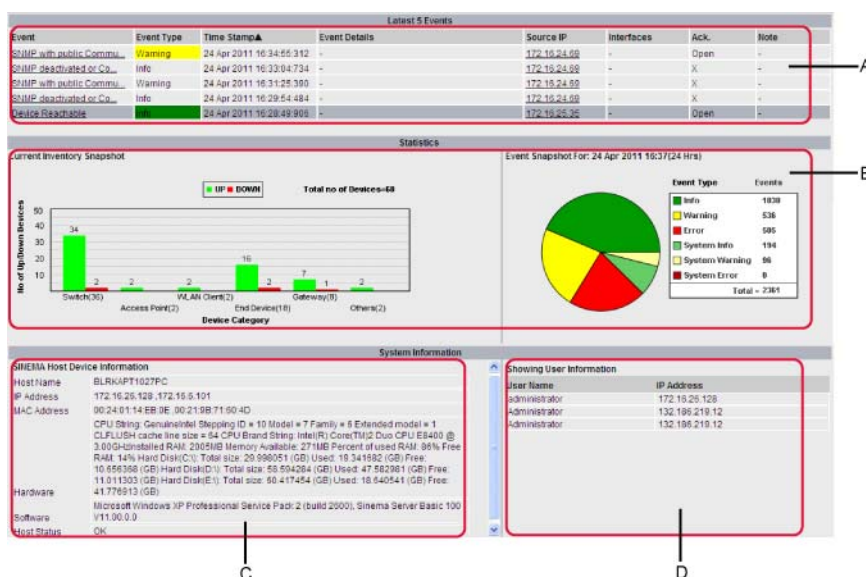 Latest 5 Events
Event Event Type Time Stamp▲ Event Details Source IP Interfaces Ack. Note
SNMP with public Commu... Warning 24 Apr 2011 16:34:55:312 - 172.16.24.69 - Open -
SNMP deactivated or Co... Info 24 Apr 2011 16:33:04:734 - 172.16.24.69 - X -
SNMP with public Commu... Warning 24 Apr 2011 16:31:25:390 - 172.16.24.69 - X -
SNMP deactivated or Co... Info 24 Apr 2011 16:29:54:484 - 172.16.24.69 - X -
Device Reachable Info 24 Apr 2011 16:28:49:906 - 172.16.25.35 - Open -
A
Statistics
Current Inventory Snapshot
UP DOWN Total no of Devices=68
No of Up/Down Devices
50
40
30
20
10
34 2 2 2 16 2 7 1 2
Switch(36) WLAN Client(2) Gateway(8)
Access Point(2) End Device(18) Others(2)
Device Category
Event Snapshot For: 24 Apr 2011 16:37(24 Hrs)
Event Type Events
Info 1030
Warning 536
Error 505
System Info 194
System Warning 96
System Error 0
Total = 2361
B
System Information
SINEMA Host Device Information
Host Name BLRKAPT1027PC
IP Address 172.16.26.128 ,172.16.5.101
MAC Address 00:24:01:14:EB:0E ,00:21:9B:71:50:4D
CPU String: GenuineIntel Stepping ID = 10 Model = 7 Family = 6 Extended model = 1
CLFLUSH cache line size = 64 CPU Brand String: Intel(R) Core(TM)2 Duo CPU E8400 @
3.00GHzInstalled RAM: 2005MB Memory Available: 271MB Percent of used RAM: 86% Free
RAM: 14% Hard Disk(C:\): Total size: 29.998051 (GB) Used: 19.341682 (GB) Free:
10.656368 (GB) Hard Disk(D:\): Total size: 58.594284 (GB) Used: 47.582981 (GB) Free:
11.011303 (GB) Hard Disk(E:\): Total size: 60.417454 (GB) Used: 18.640541 (GB) Free:
Hardware 41.776913 (GB)
Microsoft Windows XP Professional Service Pack 2 (build 2600), Sinema Server Basic 100
Software V11.00.0.0
Host Status OK
C
Showing User Information
User Name IP Address
administrator 172.16.26.128
administrator 132.186.219.12
administrator 132.186.219.12
D